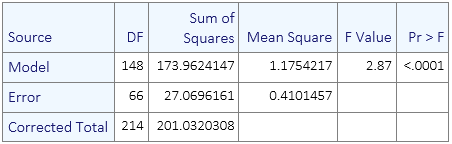 Source DF Sum of Squares Mean Square F Value Pr > F
Model 148 173.9624147 1.1754217 2.87 <.0001
Error 66 27.0696161 0.4101457
Corrected Total 214 201.0320308